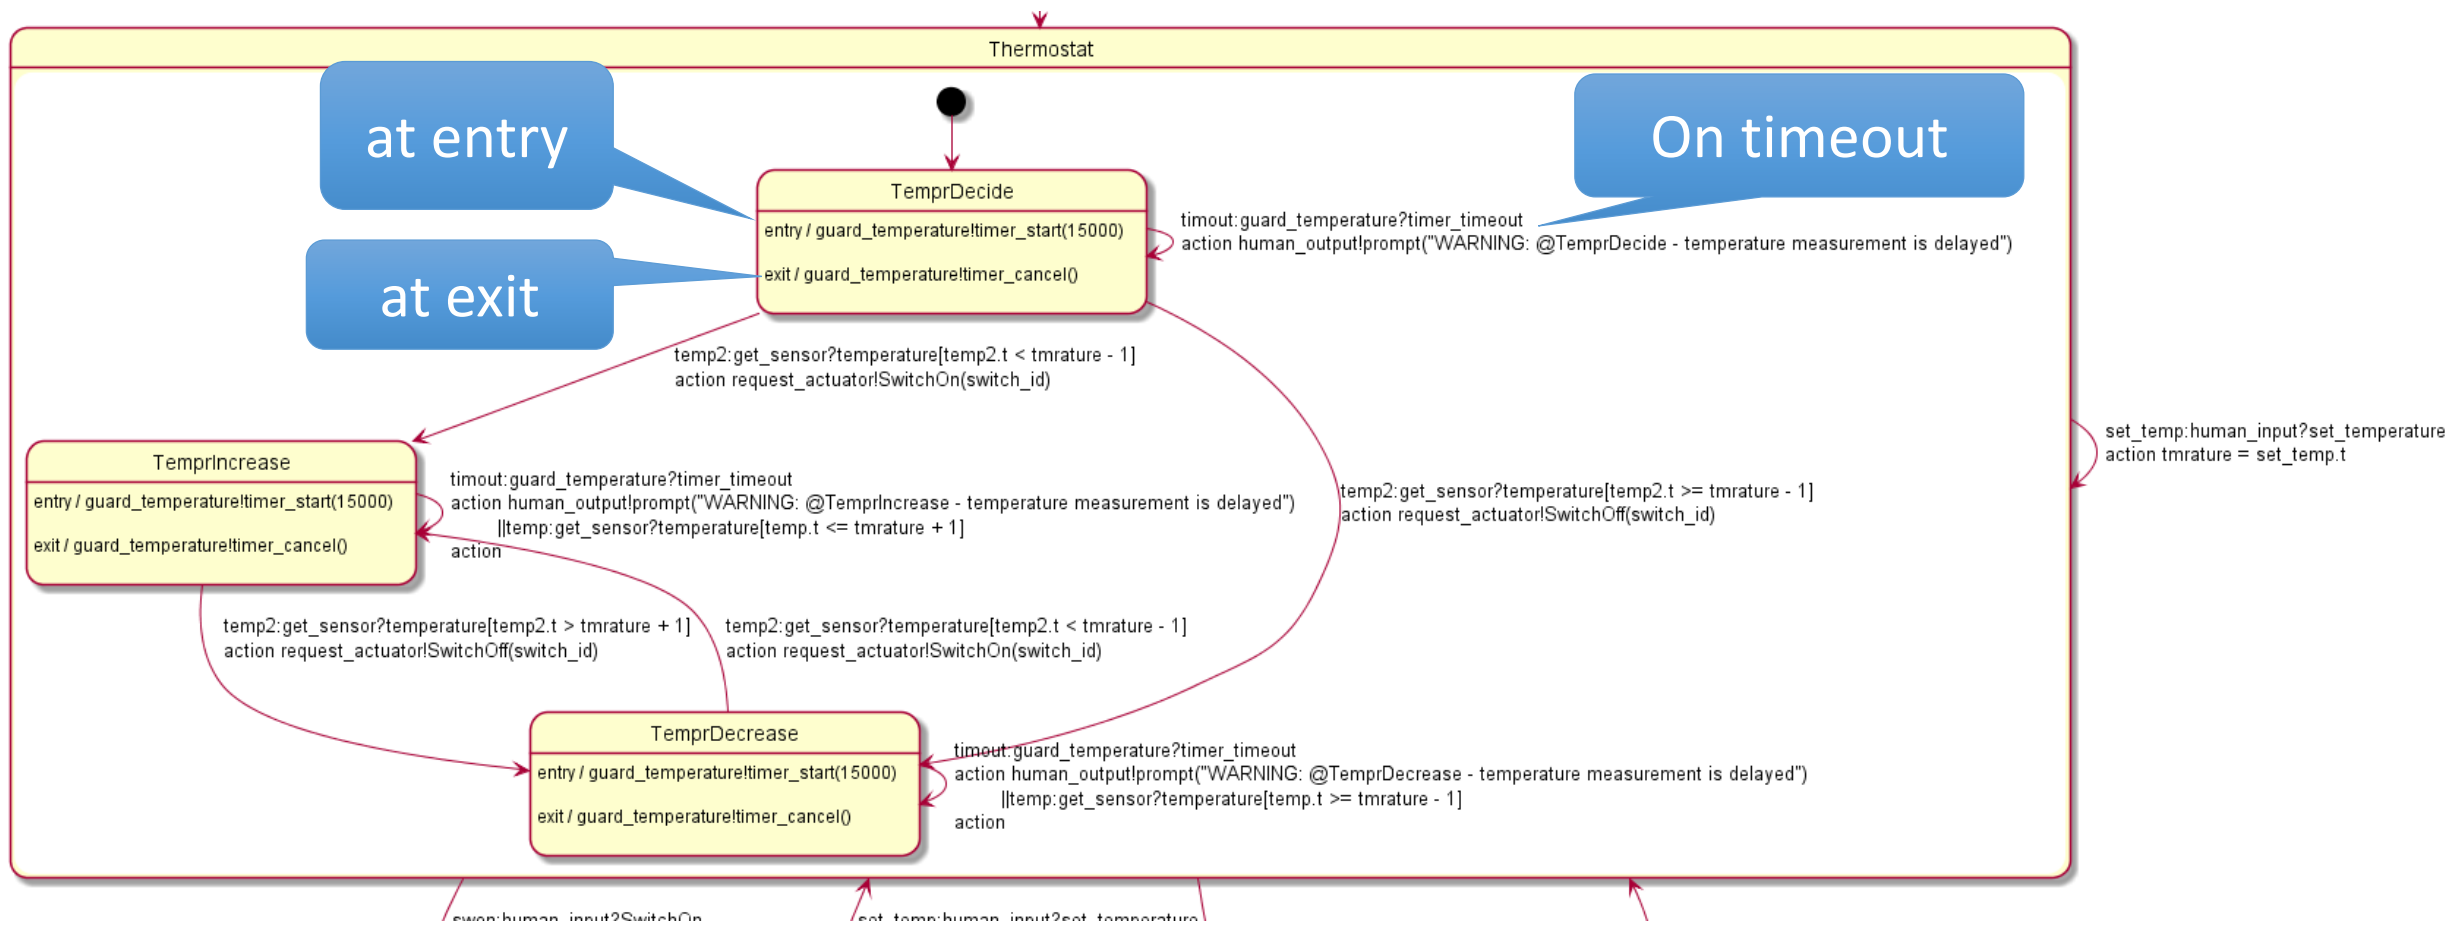 Thermostat
at entry
On timeout
TemprDecide
entry / guard_temperature!timer_start(15000)
exit / guard_temperature!timer_cancel()
at exit
timout:guard_temperature?timer_timeout
action human_output!prompt("WARNING: @TemprDecide - temperature measurement is delayed")
temp2:get_sensor?temperature[temp2.t < tmrature - 1]
action request_actuator!SwitchOn(switch_id)
set_temp:human_input?set_temperature
action tmrature = set_temp.t
TemprIncrease
entry / guard_temperature!timer_start(15000)
exit / guard_temperature!timer_cancel()
timout:guard_temperature?timer_timeout
action human_output!prompt("WARNING: @TemprIncrease - temperature measurement is delayed")
||temp:get_sensor?temperature[temp.t <= tmrature + 1]
action
temp2:get_sensor?temperature[temp2.t >= tmrature - 1]
action request_actuator!SwitchOff(switch_id)
temp2:get_sensor?temperature[temp2.t > tmrature + 1]
action request_actuator!SwitchOff(switch_id)
temp2:get_sensor?temperature[temp2.t < tmrature - 1]
action request_actuator!SwitchOn(switch_id)
TemprDecrease
entry / guard_temperature!timer_start(15000)
exit / guard_temperature!timer_cancel()
timout:guard_temperature?timer_timeout
action human_output!prompt("WARNING: @TemprDecrease - temperature measurement is delayed")
||temp:get_sensor?temperature[temp.t >= tmrature - 1]
action
swon:human_input?SwitchOn
set_temp:human_input?set_temperature